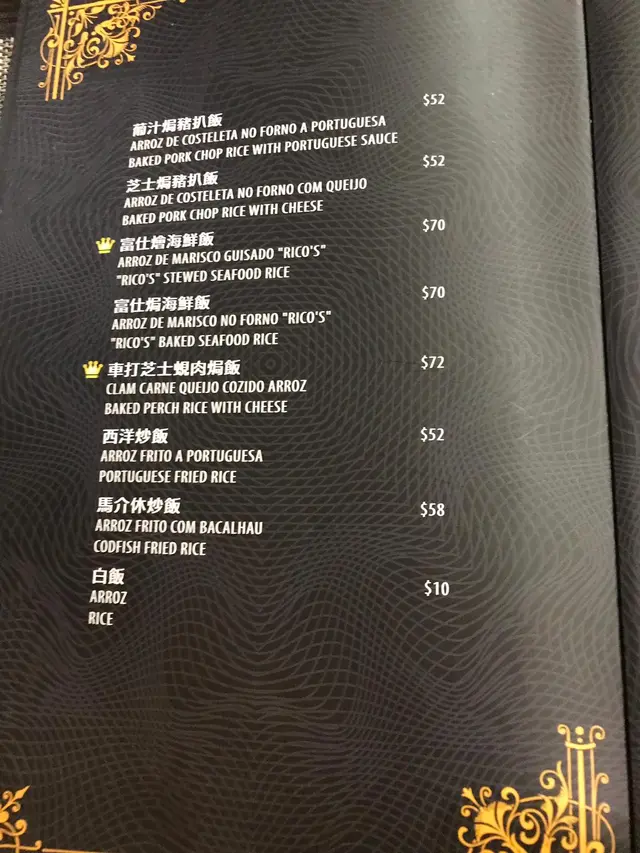 $52
葡汁焗豬扒飯
ARROZ DE COSTELETA NO FORNO A PORTUGUESA
BAKED PORK CHOP RICE WITH PORTUGUESE SAUCE
$52
芝士焗豬扒飯
ARROZ DE COSTELETA NO FORNO COM QUEIJO
BAKED PORK CHOP RICE WITH CHEESE
$70
富仕燴海鮮飯
ARROZ DE MARISCO GUISADO "RICO'S"
"RICO'S" STEWED SEAFOOD RICE
$70
富仕焗海鮮飯
ARROZ DE MARISCO NO FORNO "RICO'S"
"RICO'S" BAKED SEAFOOD RICE
$72
車打芝士蜆肉焗飯
CLAM CARNE QUEIJO COZIDO ARROZ
BAKED PERCH RICE WITH CHEESE
西洋炒飯 $52
ARROZ FRITO A PORTUGUESA
PORTUGUESE FRIED RICE
馬介休炒飯 $58
ARROZ FRITO COM BACALHAU
CODFISH FRIED RICE
白飯 $10
ARROZ
RICE